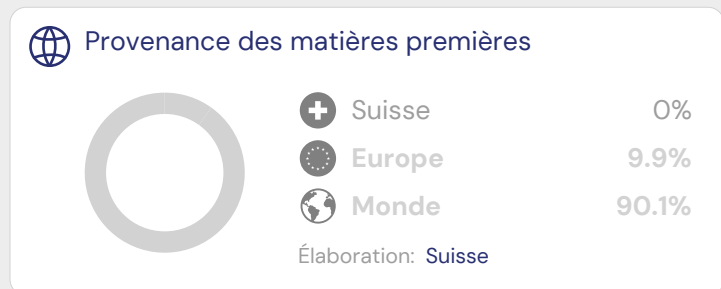 Provenance des matières premières
Suisse 0%
Europe 9.9%
Monde 90.1%
Élaboration: Suisse